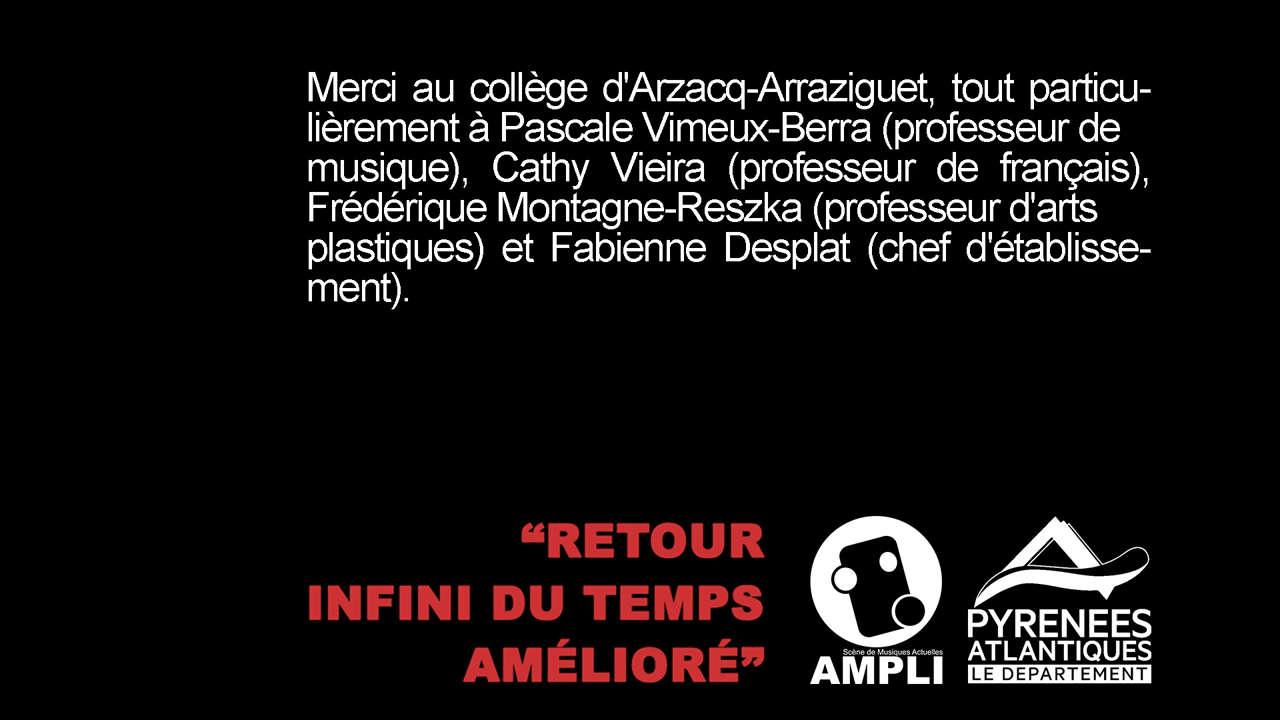 Merci au collège d'Arzacq-Arraziguet, tout particu-
lièrement à Pascale Vimeux-Berra (professeur de
musique), Cathy Vieira (professeur de français),
Frédérique Montagne-Reszka (professeur d'arts
plastiques) et Fabienne Desplat (chef d'établisse-
ment).
“RETOUR
INFINI DU TEMPS
AMÉLIORÉ”
Scène de Musiques Actuelles
AMPLI
PYRENEES
ATLANTIQUES
LE DEPARTEMENT